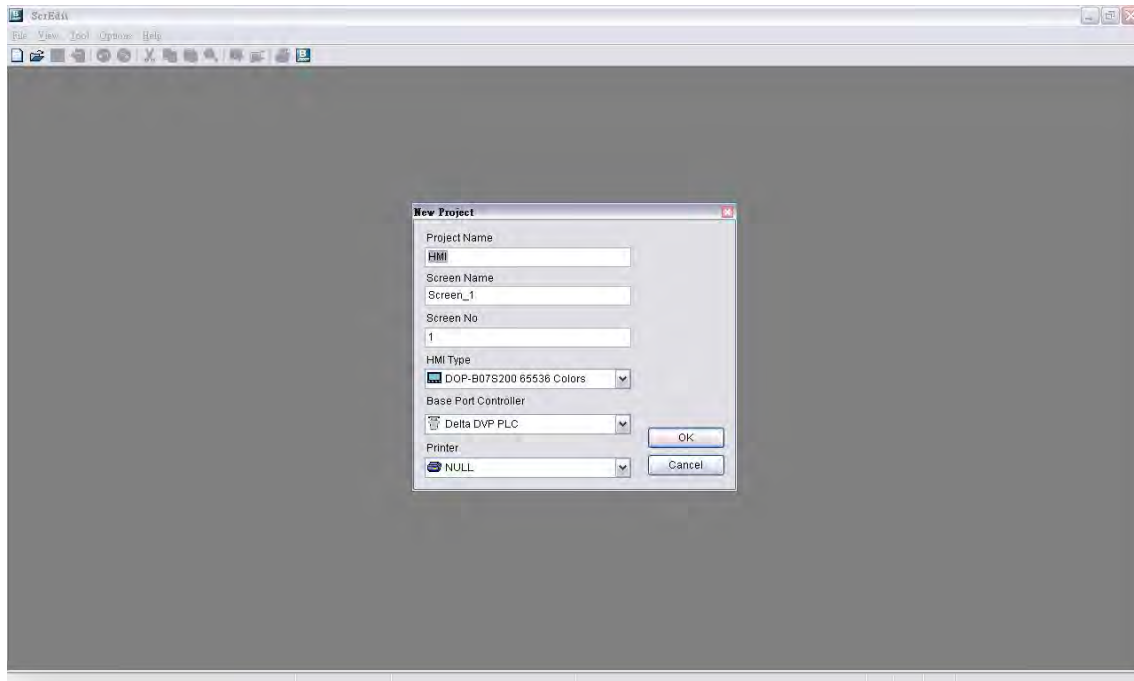 ScrEdit
File View Tool Options Help
New Project
Project Name
HMI
Screen Name
Screen_1
Screen No
1
HMI Type
DOP-B07S200 65536 Colors
Base Port Controller
Delta DVP PLC
Printer
NULL
OK
Cancel